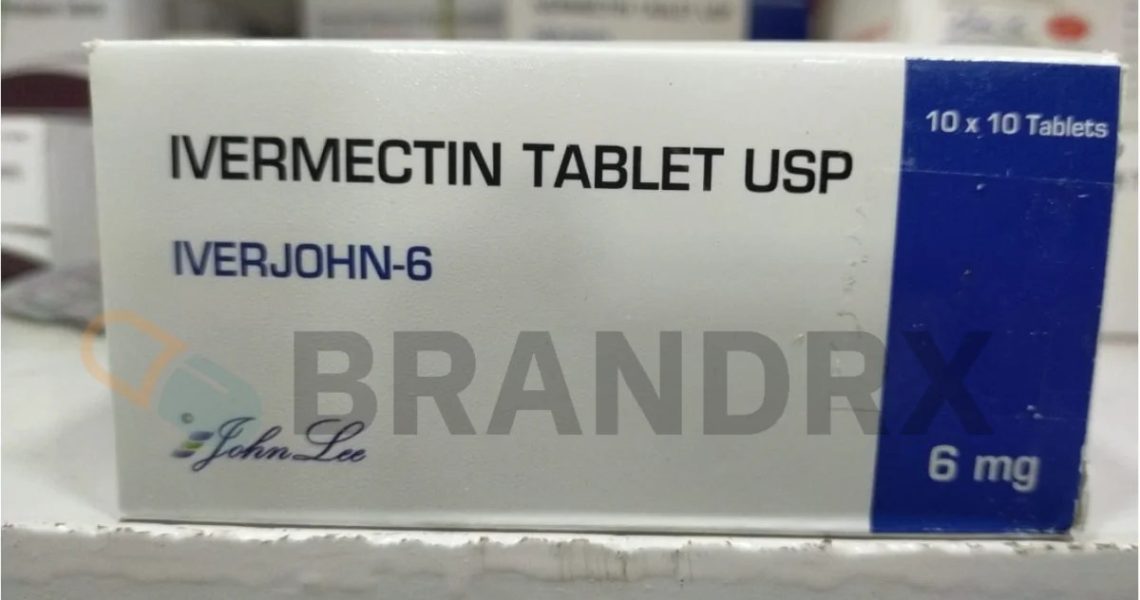 IVERMECTIN TABLET USP
10 x 10 Tablets
IVERJOHN-6
BRANDRX
©
John Lee
6 mg